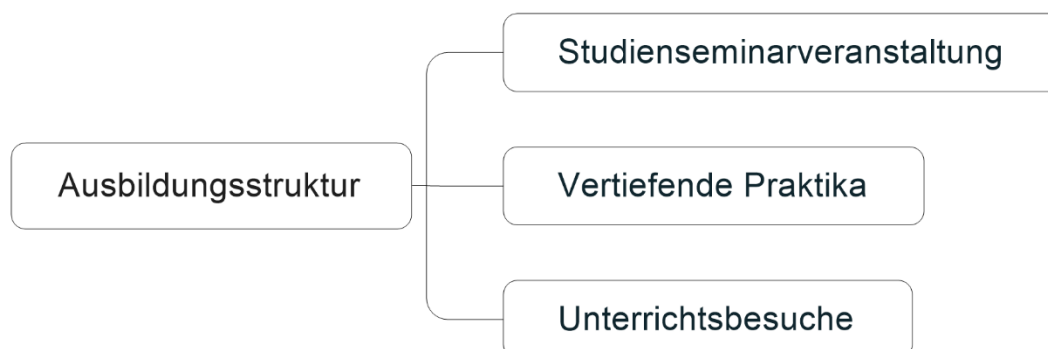 Studienseminarveranstaltung
Ausbildungsstruktur
Vertiefende Praktika
Unterrichtsbesuche